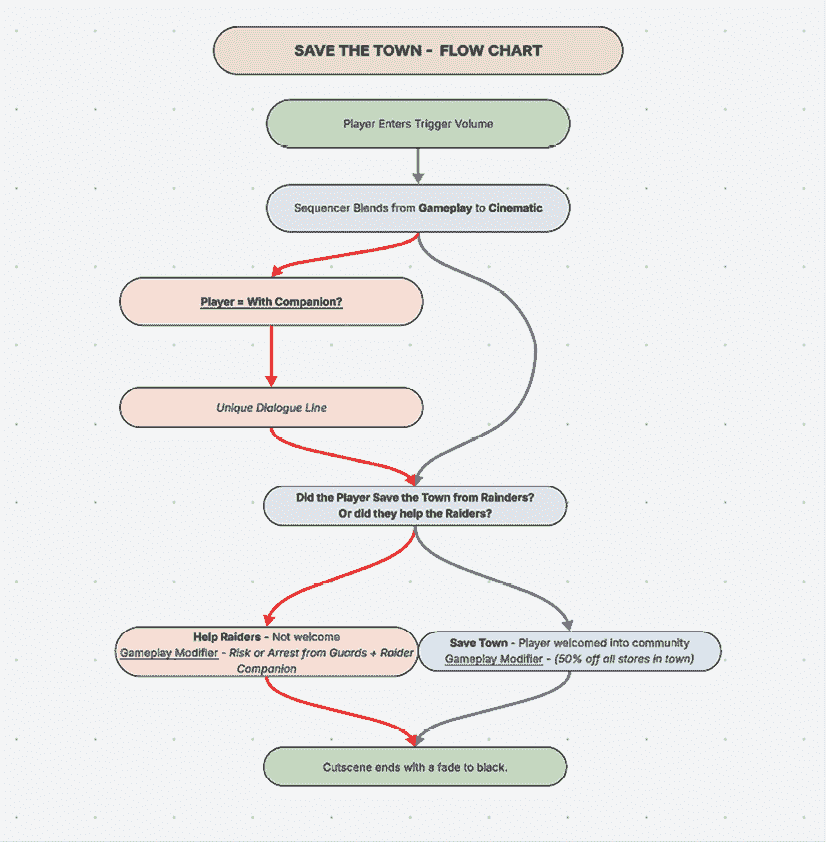 SAVE THE TOWN - FLOW CHART
Player Enters Trigger Volume
Sequencer Blends from Gameplay to Cinematic
Player = With Companion?
Unique Dialogue Line
Did the Player Save the Town from Rainders?
Or did they help the Raiders?
Help Raiders - Not welcome
Gameplay Modifier - Risk or Arrest from Guards + Raider
Companion
Save Town - Player welcomed into community
Gameplay Modifier - (50% off all stores in town)
Cutscene ends with a fade to black.